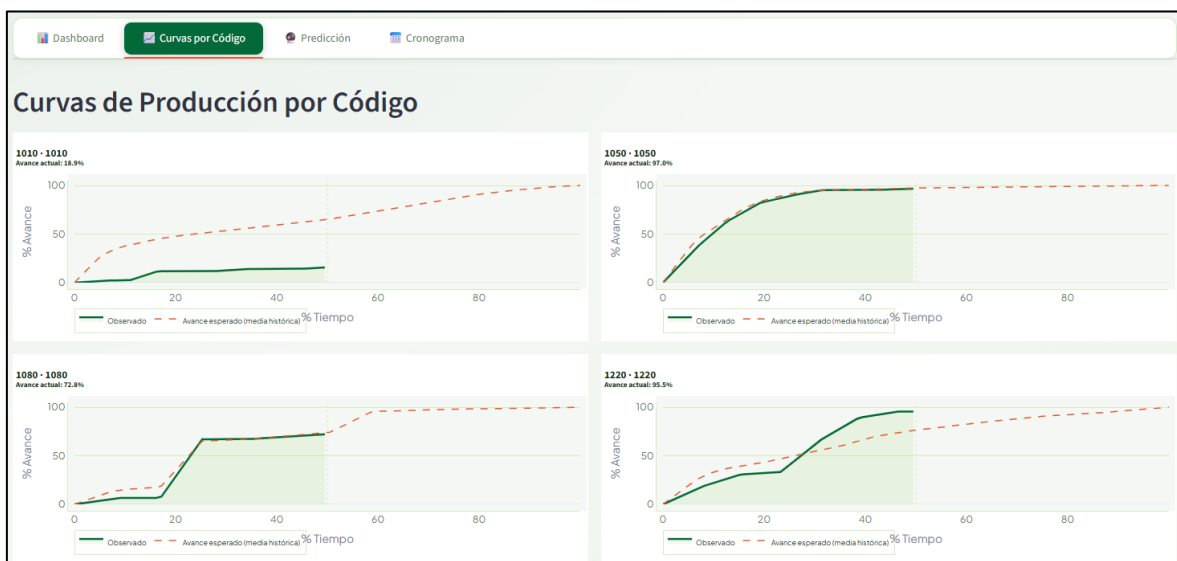 Dashboard Curvas por Código Predicción Cronograma
Curvas de Producción por Código
1010 - 1010
Avance actual: 18.9%
100
50
0
% Avance
0 20 40 60 80
Observado Avance esperado (media histórica) % Tiempo
1050 - 1050
Avance actual: 97.0%
100
50
0
% Avance
0 20 40 60 80
Observado Avance esperado (media histórica) % Tiempo
1080 - 1080
Avance actual: 72.8%
100
50
0
% Avance
0 20 40 60 80
Observado Avance esperado (media histórica) % Tiempo
1220 - 1220
Avance actual: 95.5%
100
50
0
% Avance
0 20 40 60 80
Observado Avance esperado (media histórica) % Tiempo